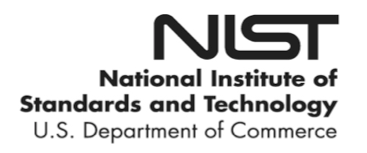 NIST
National Institute of
Standards and Technology
U.S. Department of Commerce